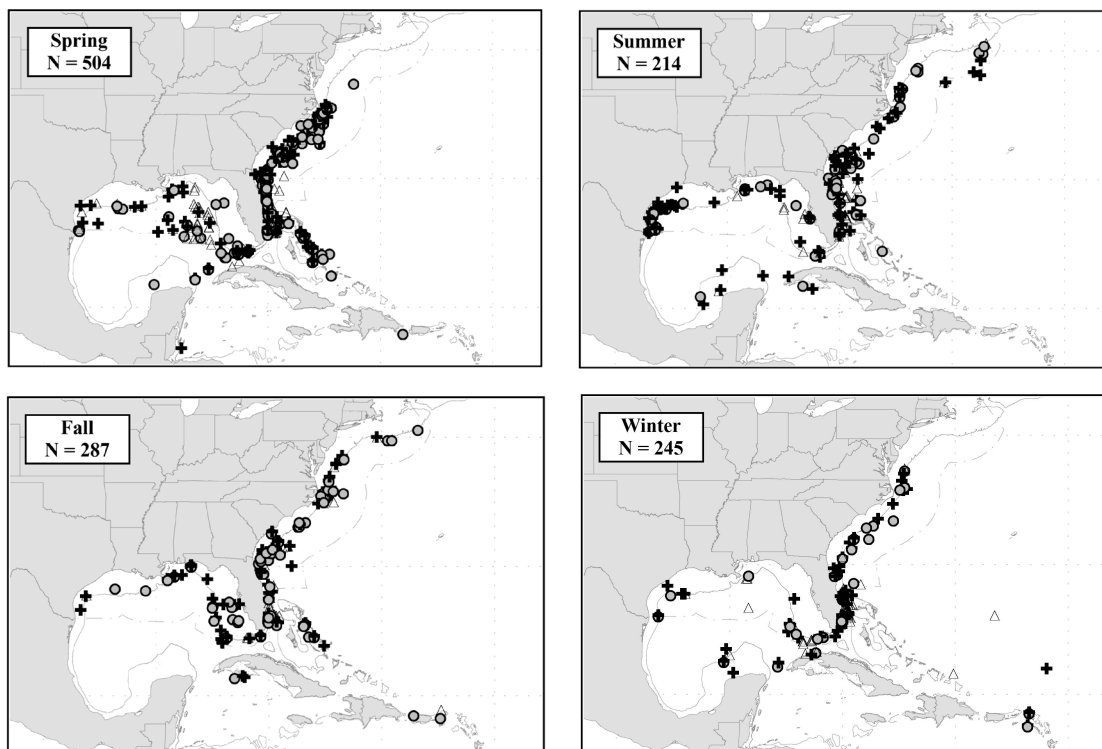 Spring
N = 504
Summer
N = 214
Fall
N = 287
Winter
N = 245